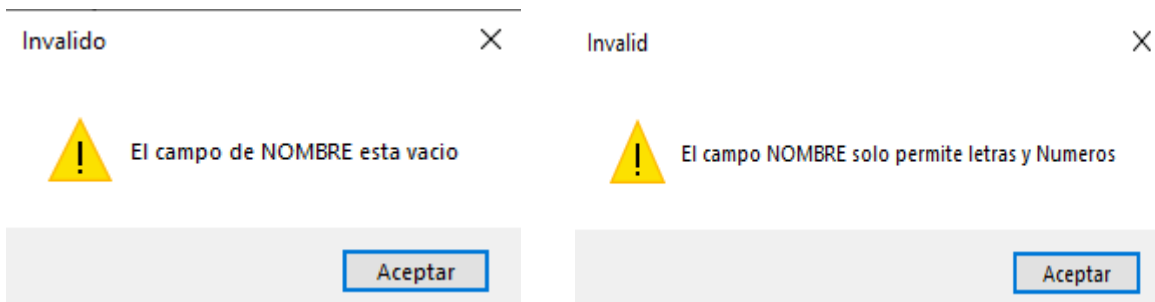 Invalido
El campo de NOMBRE esta vacio
Aceptar
Invalid
El campo NOMBRE solo permite letras y Numeros
Aceptar